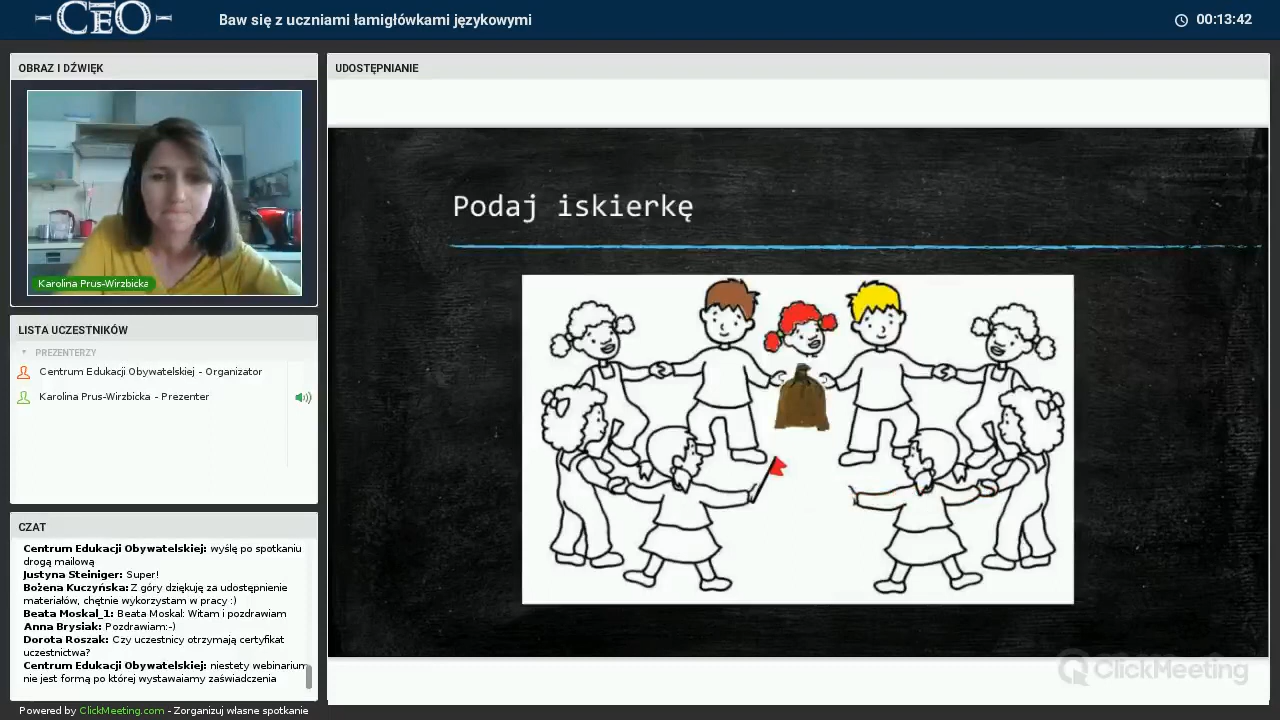 CEO
Baw się z uczniami łamigłówkami językowymi
00:13:42
OBRAZ I DŹWIĘK
Karolina Prus-Wirzbicka
LISTA UCZESTNIKÓW
PREZENTERZY
Centrum Edukacji Obywatelskiej - Organizator
Karolina Prus-Wirzbicka - Prezenter
CZAT
Centrum Edukacji Obywatelskiej: wyślę po spotkaniu
drogą mailową
Justyna Steiniger: Super!
Bożena Kuczyńska: Z góry dziękuję za udostępnienie
materiałów, chętnie wykorzystam w pracy :)
Beata Moskal_1: Beata Moskal: Witam i pozdrawiam
Anna Brysiak: Pozdrawiam:-)
Dorota Roszak: Czy uczestnicy otrzymają certyfikat
uczestnictwa?
Centrum Edukacji Obywatelskiej: niestety webinarium
nie jest formą po której wystawaiamy zaświadczenia
Powered by ClickMeeting.com - Zorganizuj własne spotkanie
UDOSTĘPNIANIE
Podaj iskierkę
ClickMeeting